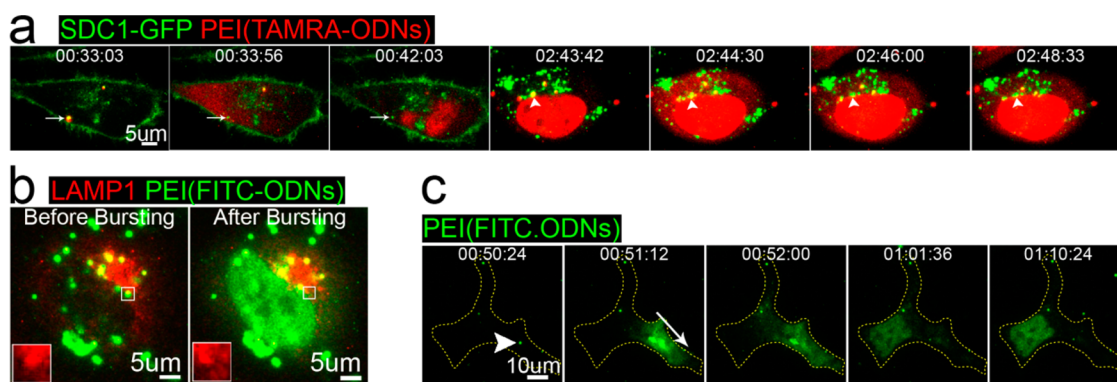 a
SDC1-GFP PEI(TAMRA-ODNs)
00:33:03 00:33:56 00:42:03 02:43:42 02:44:30 02:46:00 02:48:33
5um
b
LAMP1 PEI(FITC-ODNs)
Before Bursting After Bursting
5um 5um
c
PEI(FITC.ODNs)
00:50:24 00:51:12 00:52:00 01:01:36 01:10:24
10um